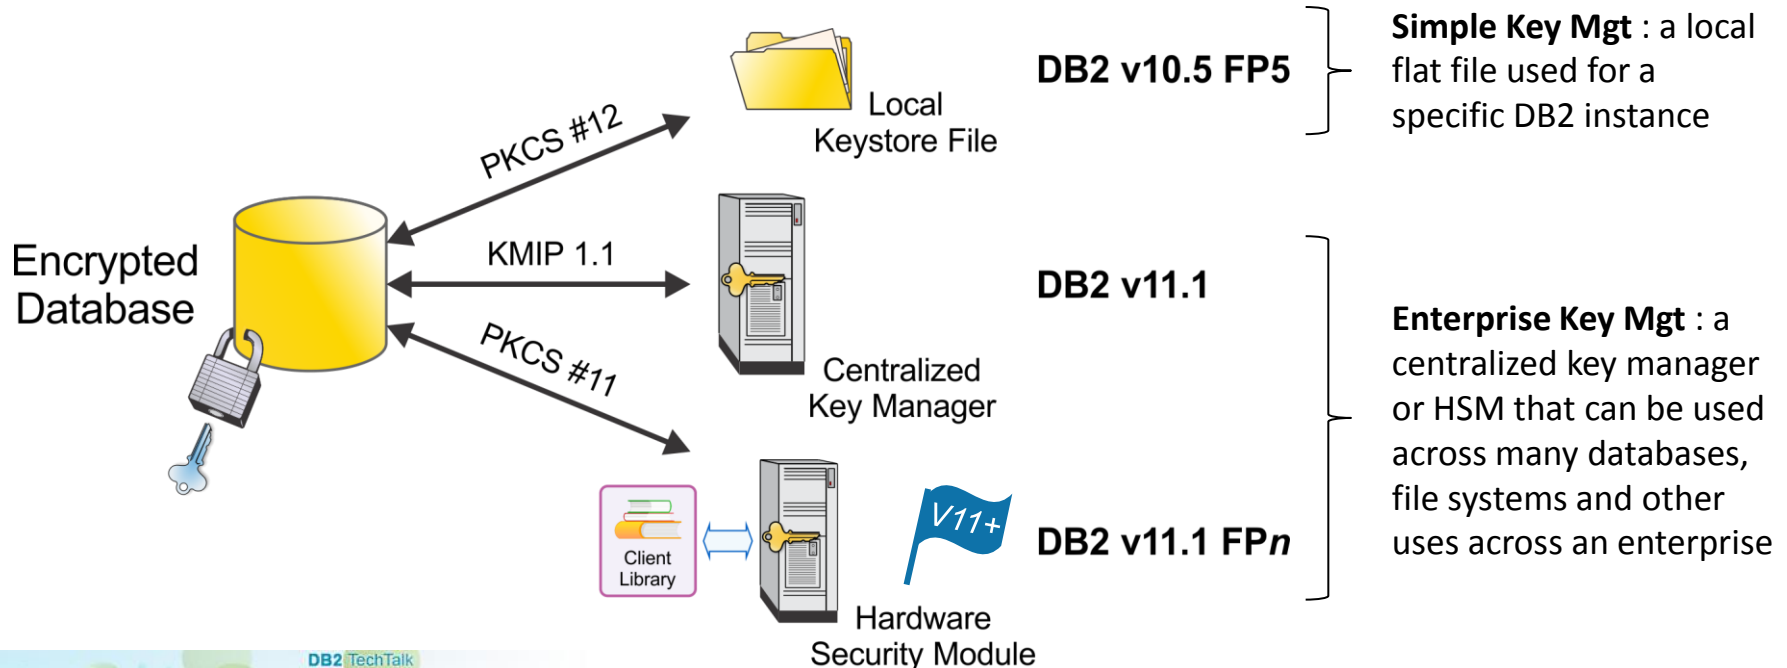 Encrypted
Database
PKCS #12
KMIP 1.1
PKCS #11
Local
Keystore File
DB2 v10.5 FP5
Simple Key Mgt : a local
flat file used for a
specific DB2 instance
Centralized
Key Manager
DB2 v11.1
Client
Library
Hardware
Security Module
V11+
DB2 v11.1 FPn
Enterprise Key Mgt : a
centralized key manager
or HSM that can be used
across many databases,
file systems and other
uses across an enterprise
DB2 TechTalk